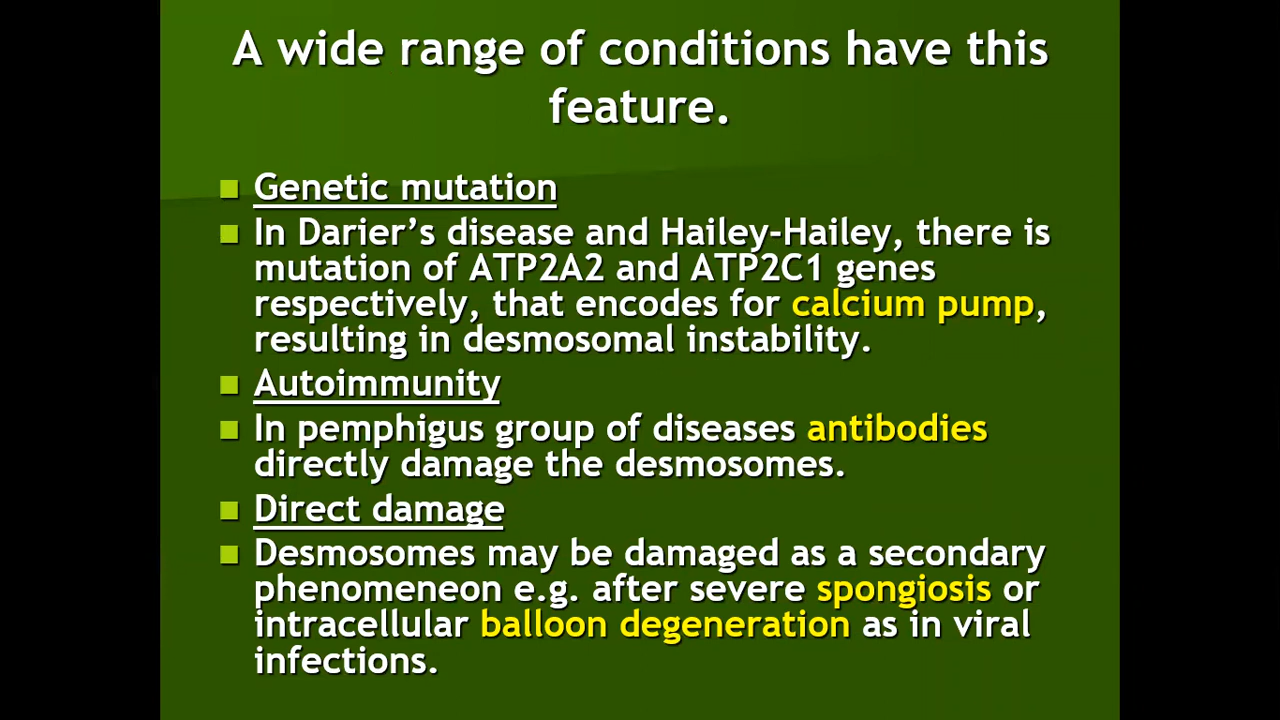 A wide range of conditions have this
feature.
Genetic mutation
In Darier’s disease and Hailey-Hailey, there is
mutation of ATP2A2 and ATP2C1 genes
respectively, that encodes for calcium pump,
resulting in desmosomal instability.
Autoimmunity
In pemphigus group of diseases antibodies
directly damage the desmosomes.
Direct damage
Desmosomes may be damaged as a secondary
phenomeneon e.g. after severe spongiosis or
intracellular balloon degeneration as in viral
infections.